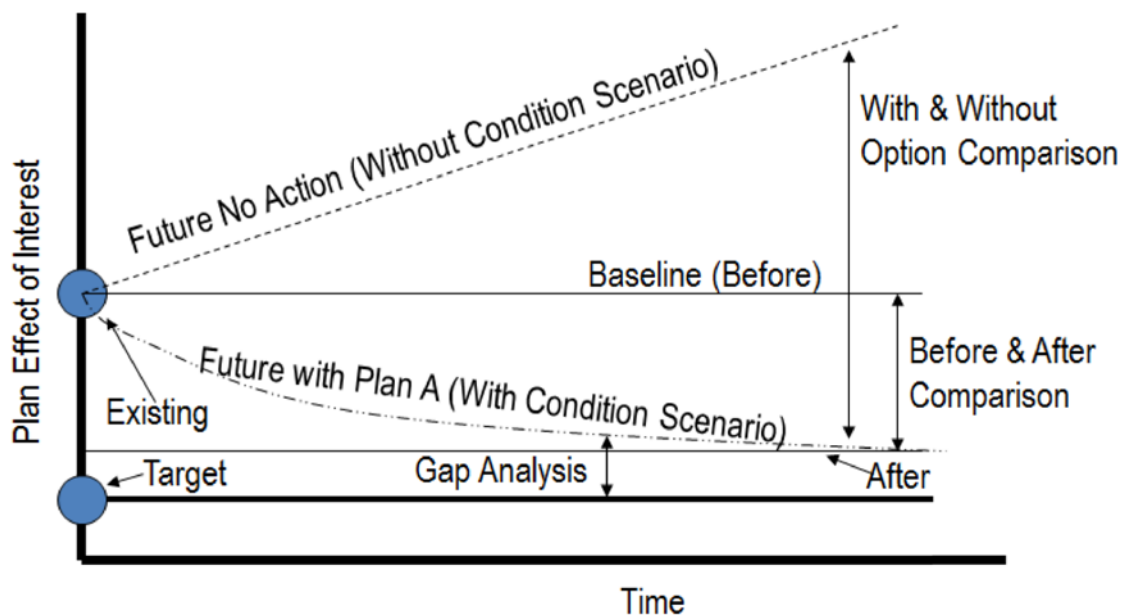 Plan Effect of Interest
Future No Action (Without Condition Scenario)
With & Without
Option Comparison
Baseline (Before)
Before & After
Comparison
Future with Plan A (With Condition Scenario)
Existing
Target
Gap Analysis
After
Time